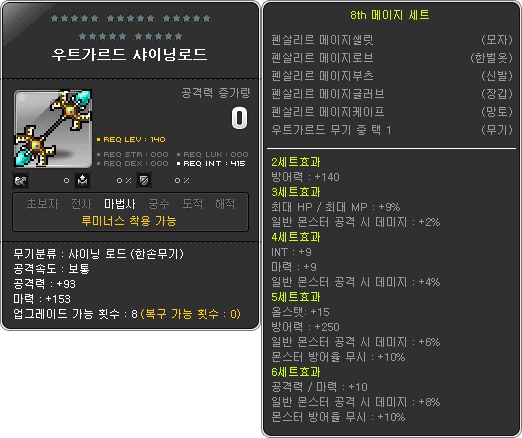 우트가르드 샤이닝로드
공격력 증가량
0
REQ LEV : 140
REQ STR : 000
REQ LUK : 000
REQ DEX : 000
REQ INT : 415
0
0 %
0 %
초보자 전사 마법사 궁수 도적 해적
루미너스 착용 가능
무기분류 : 샤이닝 로드 (한손무기)
공격속도 : 보통
공격력 : +93
마력 : +153
업그레이드 가능 횟수 : 8 (복구 가능 횟수 : 0)
8th 메이지 세트
펜살리르 메이지샐릿 (모자)
펜살리르 메이지로브 (한벌옷)
펜살리르 메이지부츠 (신발)
펜살리르 메이지글러브 (장갑)
펜살리르 메이지케이프 (망토)
우트가르드 무기 중 택 1 (무기)
2세트효과
방어력 : +140
3세트효과
최대 HP / 최대 MP : +9%
일반 몬스터 공격 시 데미지 : +2%
4세트효과
INT : +9
마력 : +9
일반 몬스터 공격 시 데미지 : +4%
5세트효과
올스탯: +15
방어력 : +250
일반 몬스터 공격 시 데미지 : +6%
몬스터 방어율 무시 : +10%
6세트효과
공격력 / 마력 : +10
일반 몬스터 공격 시 데미지 : +8%
몬스터 방어율 무시 : +10%